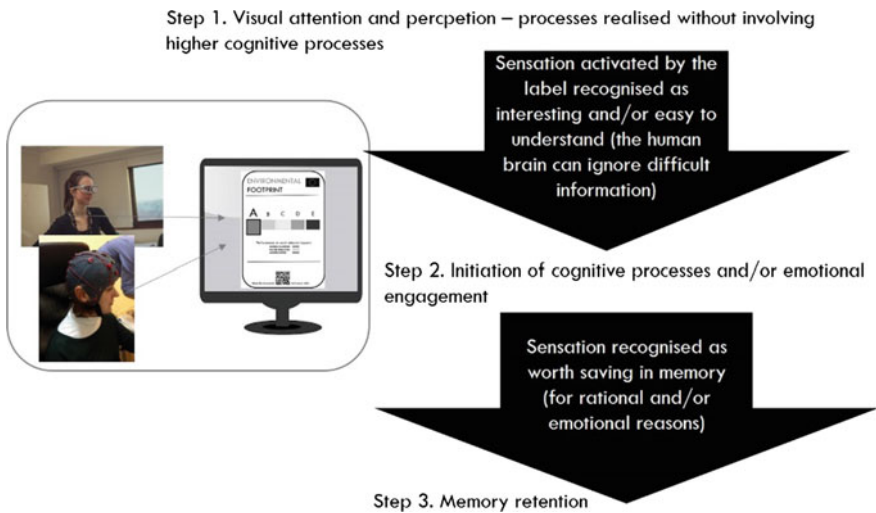 Step 1. Visual attention and percpetion – processes realised without involving
higher cognitive processes
Sensation activated by the
label recognised as
interesting and/or easy to
understand (the human
brain can ignore difficult
information)
ENVIRONMENTAL
FOOTPRINT
A B C D E
Step 2. Initiation of cognitive processes and/or emotional
engagement
Sensation recognised as
worth saving in memory
(for rational and/or
emotional reasons)
Step 3. Memory retention